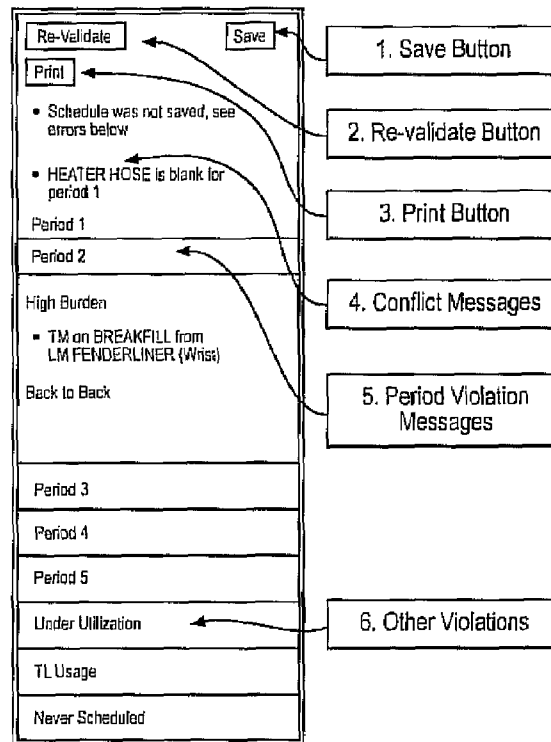 Re-Validate
Save
Print
• Schedule was not saved, see
errors below
• HEATER HOSE is blank for
period 1
Period 1
Period 2
High Burden
• TM on BREAKFILL from
LM FENDERLINER (Wrist)
Back to Back
Period 3
Period 4
Period 5
Under Utilization
TL Usage
Never Scheduled
1. Save Button
2. Re-validate Button
3. Print Button
4. Conflict Messages
5. Period Violation
Messages
6. Other Violations